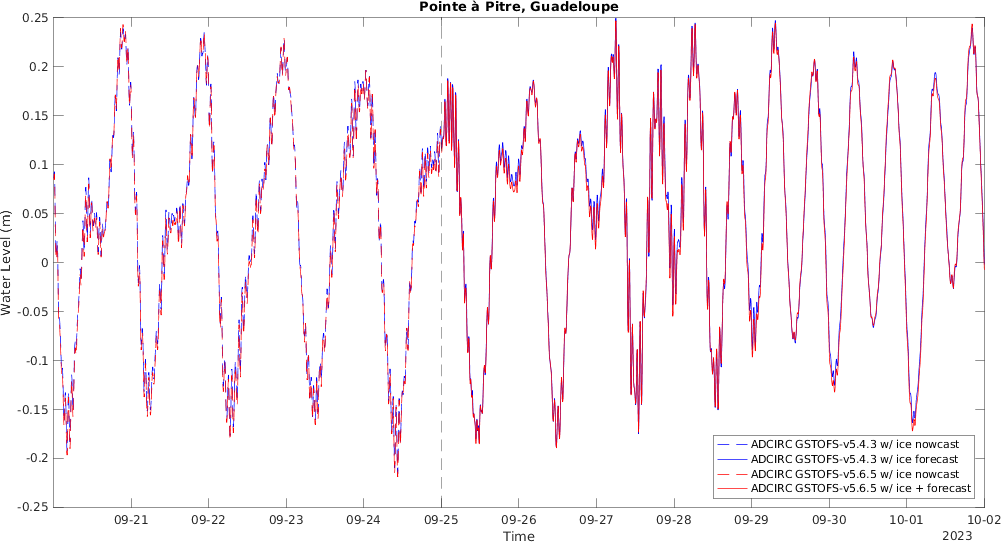 Pointe à Pitre, Guadeloupe
0.25
0.2
0.15
0.1
0.05
0
-0.05
-0.1
-0.15
-0.2
-0.25
Water Level (m)
ADCIRC GSTOFS-v5.4.3 w/ ice nowcast
ADCIRC GSTOFS-v5.4.3 w/ ice forecast
ADCIRC GSTOFS-v5.6.5 w/ ice nowcast
ADCIRC GSTOFS-v5.6.5 w/ ice + forecast
09-21 09-22 09-23 09-24 09-25 09-26 09-27 09-28 09-29 09-30 10-01 10-02
Time
2023